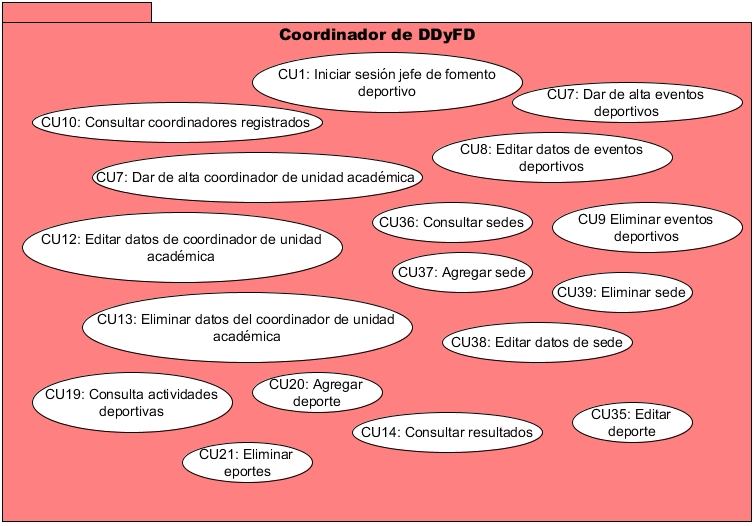 Coordinador de DDyFD
CU1: Iniciar sesión jefe de fomento
deportivo
CU7: Dar de alta eventos
deportivos
CU10: Consultar coordinadores registrados
CU8: Editar datos de eventos
deportivos
CU7: Dar de alta coordinador de unidad académica
CU36: Consultar sedes
CU9 Eliminar eventos
deportivos
CU12: Editar datos de coordinador de unidad
académica
CU37: Agregar sede
CU39: Eliminar sede
CU13: Eliminar datos del coordinador de unidad
académica
CU38: Editar datos de sede
CU19: Consulta actividades
deportivas
CU20: Agregar
deporte
CU14: Consultar resultados
CU35: Editar
deporte
CU21: Eliminar
eportes